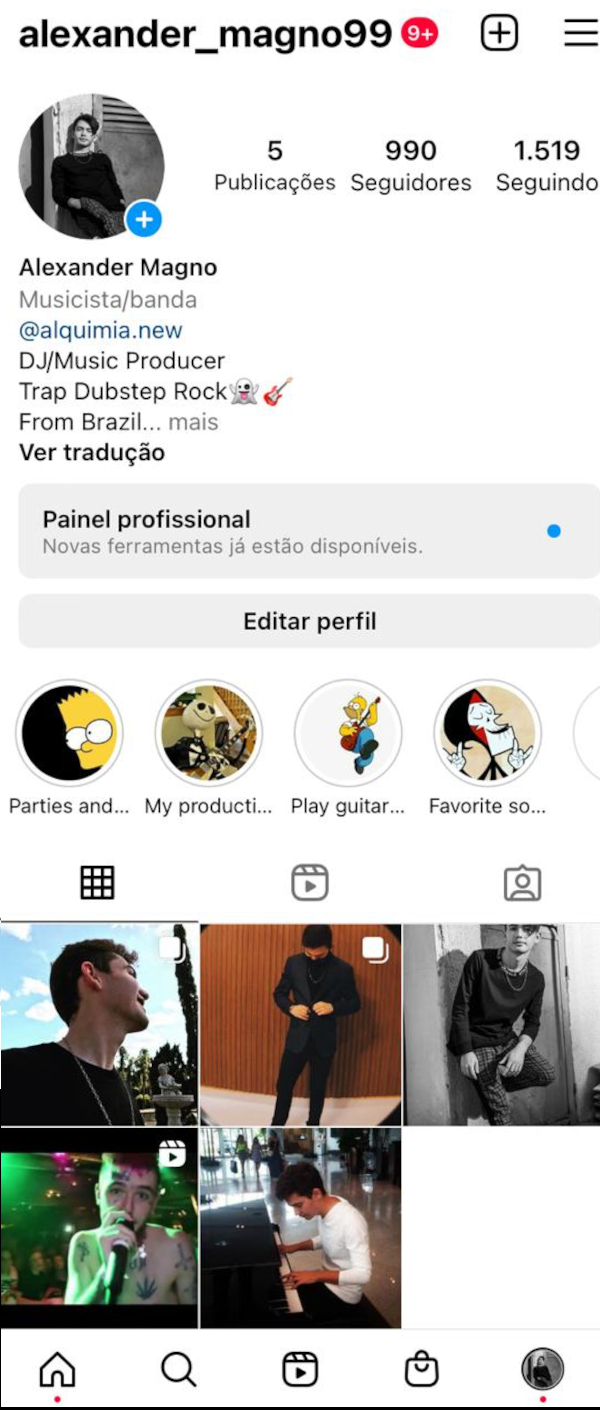 alexander_magno99 9+
5 990 1.519
Publicações Seguidores Seguindo
Alexander Magno
Musicista/banda
@alquimia.new
DJ/Music Producer
Trap Dubstep Rock👻🎸
From Brazil... mais
Ver tradução
Painel profissional
Novas ferramentas já estão disponíveis.
Editar perfil
Parties and... My producti... Play guitar... Favorite so...